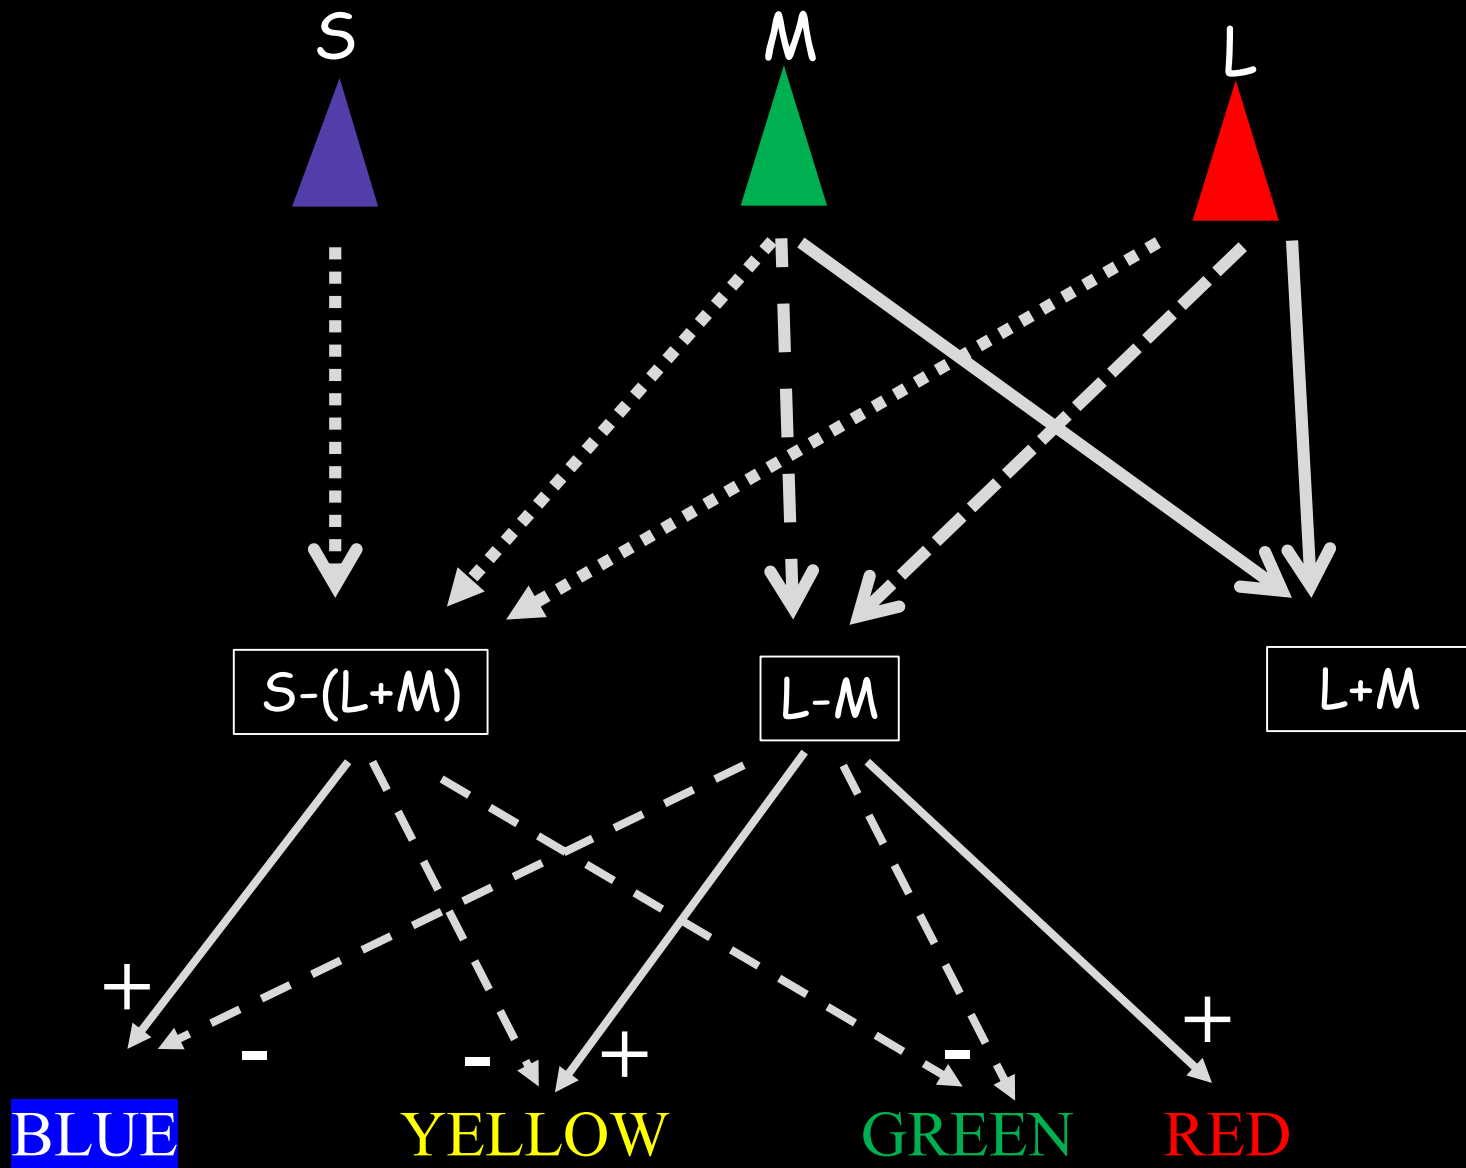 S
M
L
S-(L+M)
L-M
L+M
+
-
-
+
-
+
BLUE
YELLOW
GREEN
RED